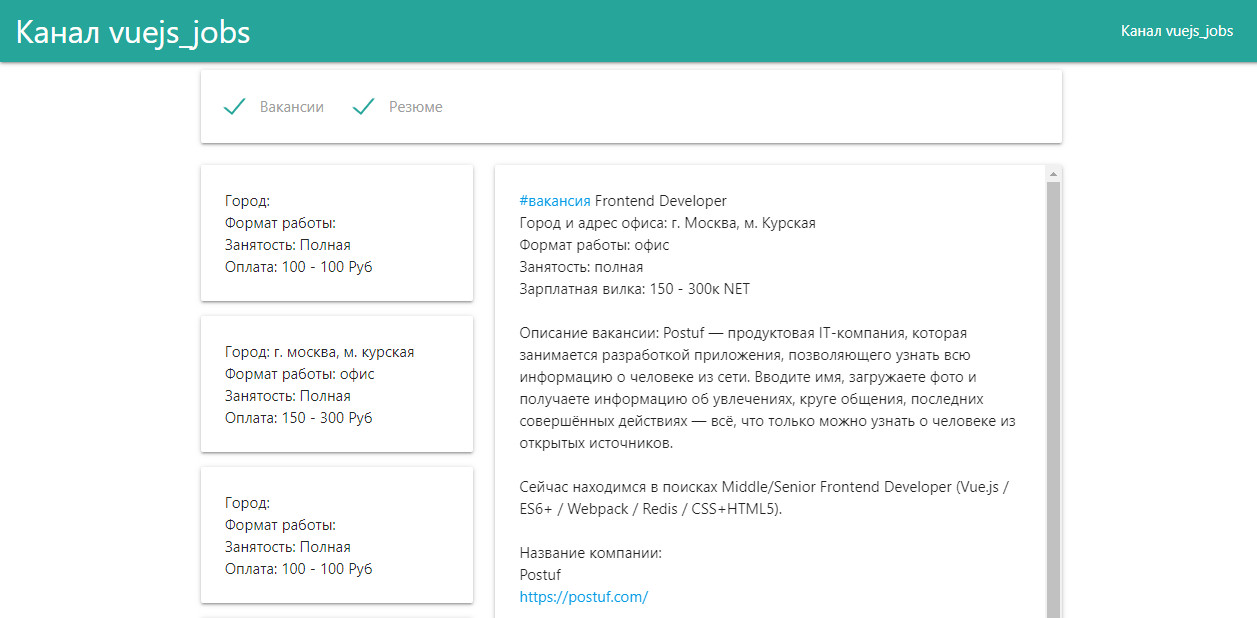 Канал vuejs_jobs
Канал vuejs_jobs
Вакансии
Резюме
Город:
Формат работы:
Занятость: Полная
Оплата: 100 - 100 Руб
Город: г. москва, м. курская
Формат работы: офис
Занятость: Полная
Оплата: 150 - 300 Руб
Город:
Формат работы:
Занятость: Полная
Оплата: 100 - 100 Руб
#вакансия Frontend Developer
Город и адрес офиса: г. Москва, м. Курская
Формат работы: офис
Занятость: полная
Зарплатная вилка: 150 - 300к NET
Описание вакансии: Postuf — продуктовая IT-компания, которая
занимается разработкой приложения, позволяющего узнать всю
информацию о человеке из сети. Вводите имя, загружаете фото и
получаете информацию об увлечениях, круге общения, последних
совершённых действиях — всё, что только можно узнать о человеке из
открытых источников.
Сейчас находимся в поисках Middle/Senior Frontend Developer (Vue.js /
ES6+ / Webpack / Redis / CSS+HTML5).
Название компании:
Postuf
https://postuf.com/